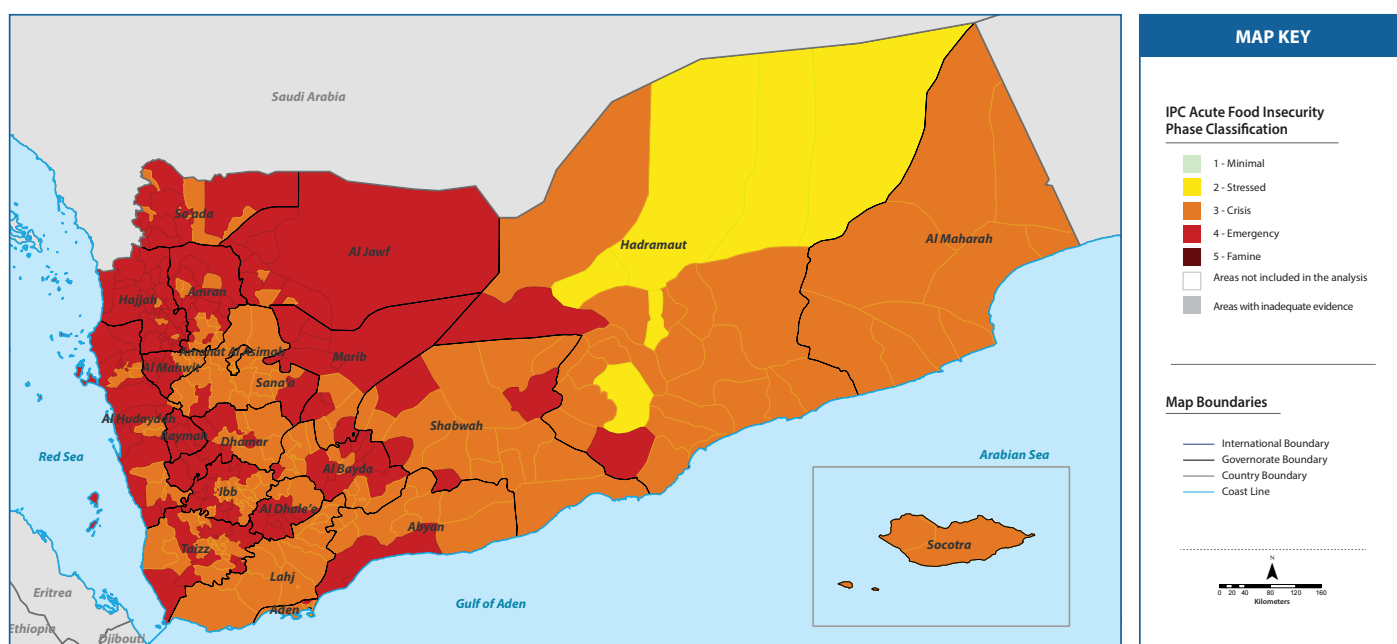 Saudi Arabia
Sa'ada
Al Jawf
Hadramaut
Al Maharah
Hajjah
Amran
Amanat Al Asimah
Marib
Al Mahwit
Sana'a
Al Hudaydah
Raymah
Dhamar
Shabwah
Red Sea
Arabian Sea
Al Bayda
Ibb
Al Dhale'e
Abyan
Taizz
Socotra
Lahj
Eritrea
Gulf of Aden
Aden
Ethiopia
Djibouti
MAP KEY
IPC Acute Food Insecurity
Phase Classification
1 - Minimal
2 - Stressed
3 - Crisis
4 - Emergency
5 - Famine
Areas not included in the analysis
Areas with inadequate evidence
Map Boundaries
International Boundary
Governorate Boundary
Country Boundary
Coast Line
N
0 20 40 80 120 160
Kilometers